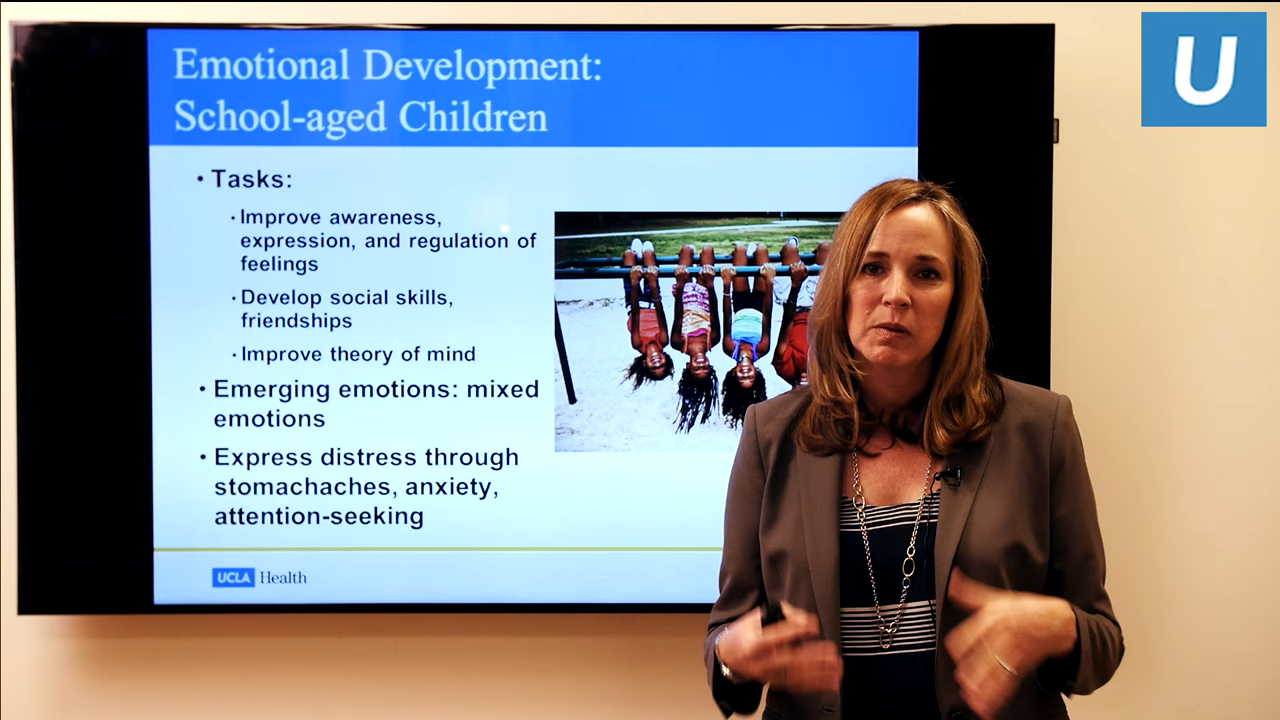 Emotional Development:
School-aged Children
• Tasks:
• Improve awareness,
expression, and regulation of
feelings
• Develop social skills,
friendships
• Improve theory of mind
• Emerging emotions: mixed
emotions
• Express distress through
stomachaches, anxiety,
attention-seeking
UCLA Health
U